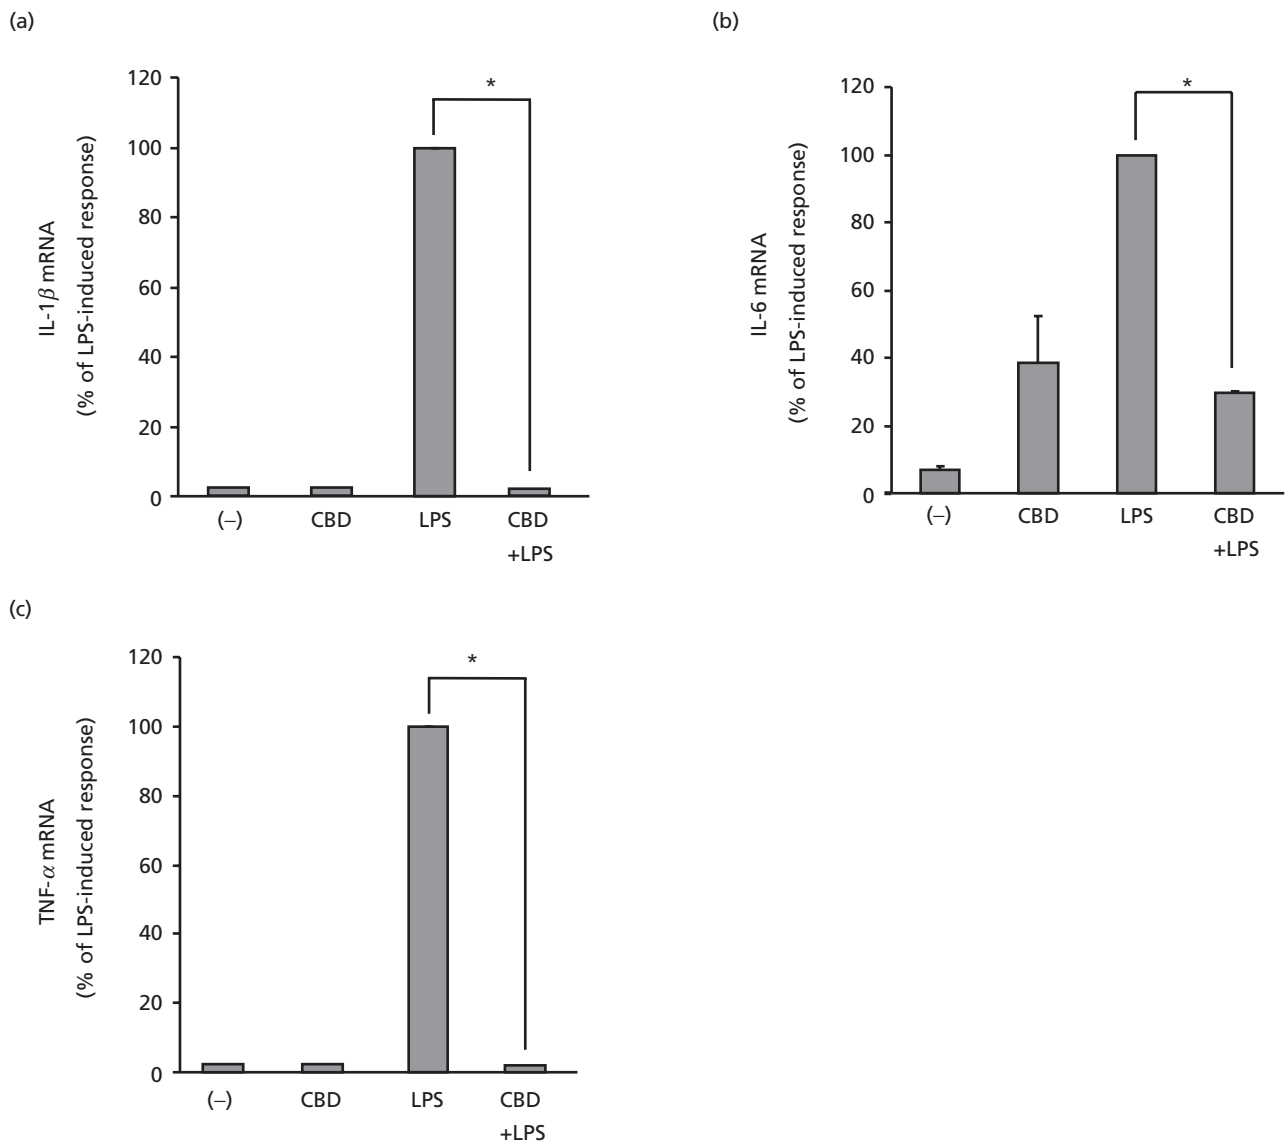 (a)
120
100
80
60
40
20
0
IL-1β mRNA
(% of LPS-induced response)
*
(–) CBD LPS CBD
+LPS
(b)
120
100
80
60
40
20
0
IL-6 mRNA
(% of LPS-induced response)
*
(–) CBD LPS CBD
+LPS
(c)
120
100
80
60
40
20
0
TNF-α mRNA
(% of LPS-induced response)
*
(–) CBD LPS CBD
+LPS